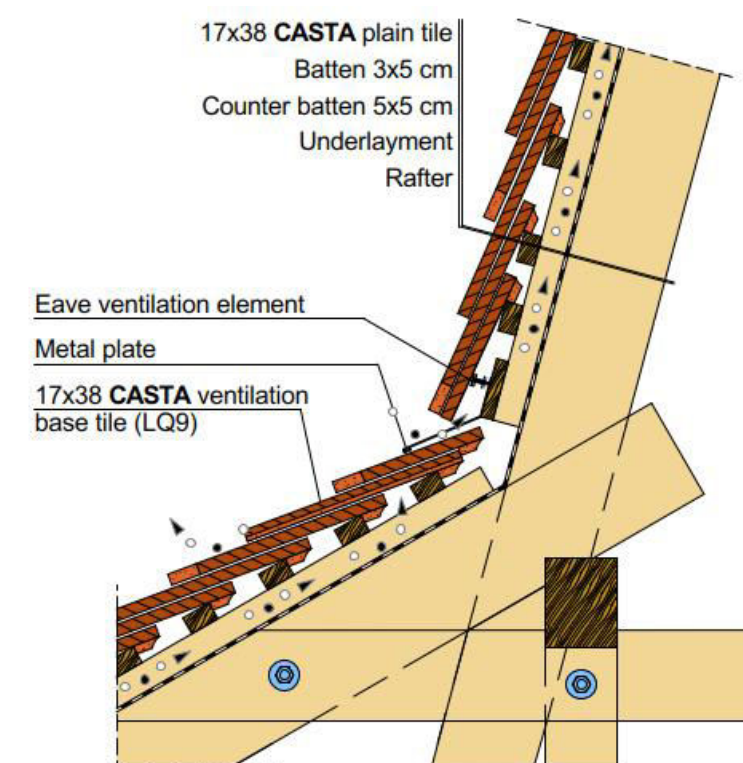 17x38 CASTA plain tile
Batten 3x5 cm
Counter batten 5x5 cm
Underlayment
Rafter
Eave ventilation element
Metal plate
17x38 CASTA ventilation
base tile (LQ9)